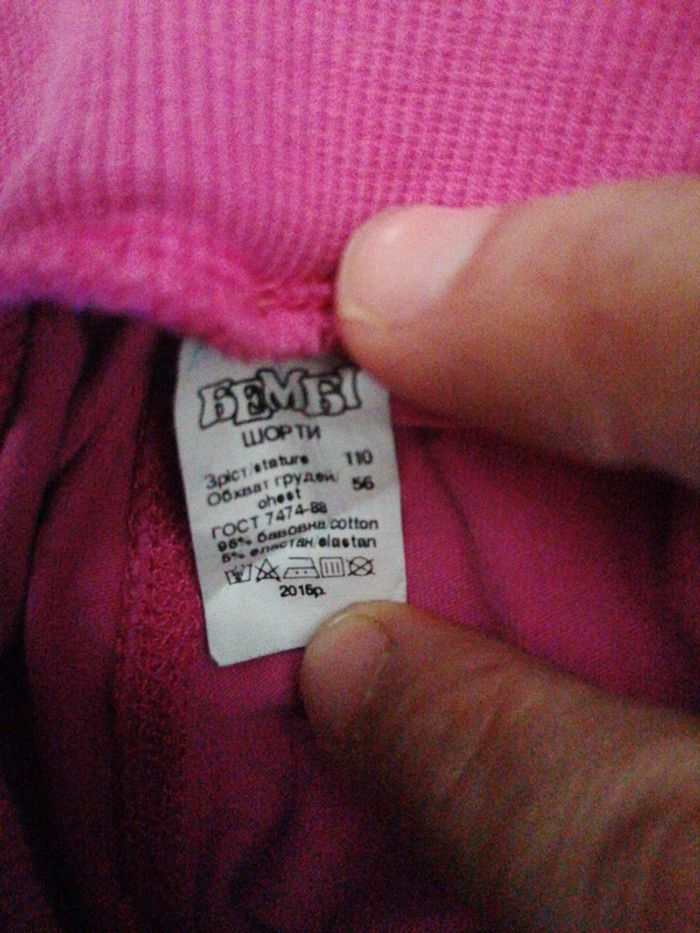 БЕМБІ
ШОРТИ
Зріст/stature 110
Обхват грудей/ 56
chest
ГОСТ 7474-88
95% бавовна/cotton
5% еластан/elastan
2015р.